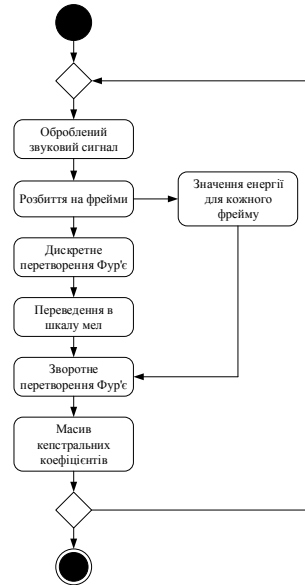 Оброблений
звуковий сигнал
Розбиття на фрейми
Значення енергії
для кожного
фрейму
Дискретне
перетворення Фур'є
Переведення в
шкалу мел
Зворотне
перетворення Фур'є
Масив
кепстральних
коефіцієнтів